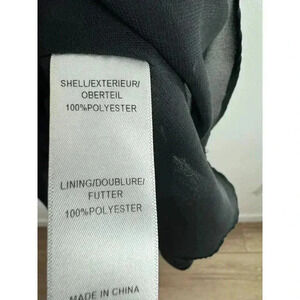 SHELL/EXTERIEUR/
OBERTEIL
100%POLYESTER
LINING/DOUBLURE/
FUTTER
100%POLYESTER
MADE IN CHINA